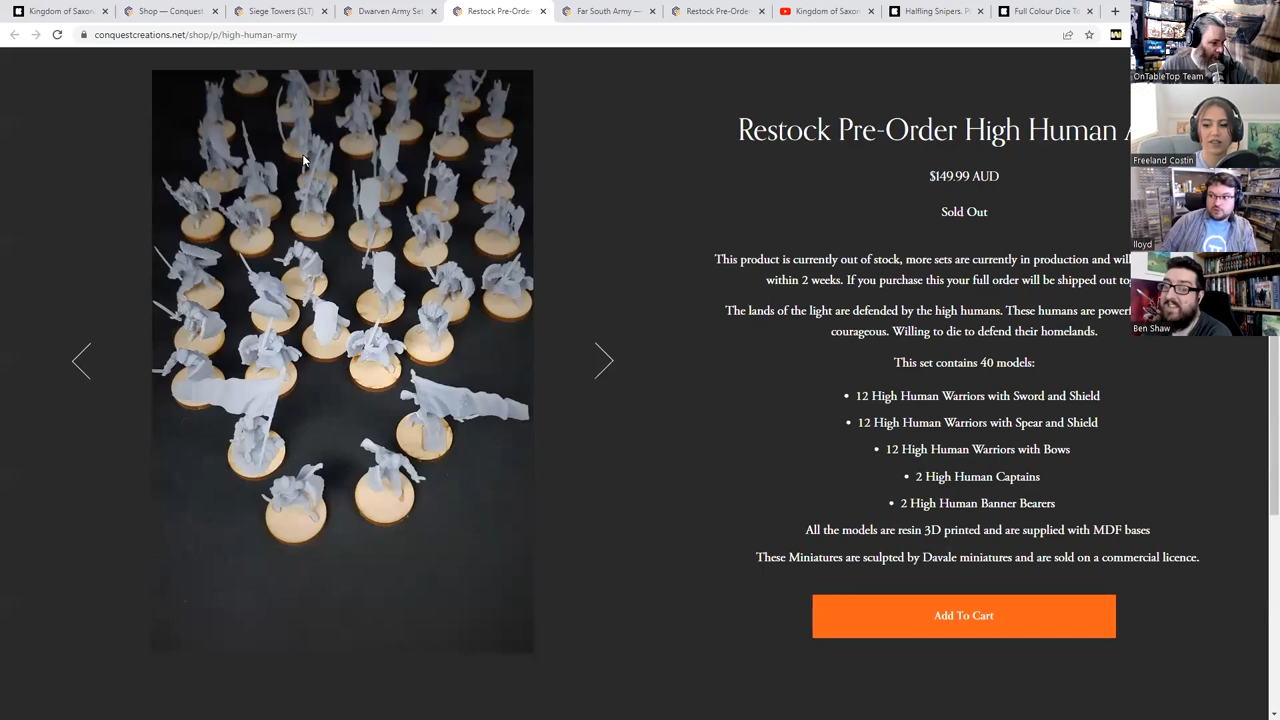 Kingdom of Saxon
Shop — Conquest
Siege Towers (SLT)
Dwarven Army Set
Restock Pre-Order
Far South Army —
Restock Pre-Order
Kingdom of Saxon
Halfling Snipers. P
Full Colour Dice To
conquestcreations.net/shop/p/high-human-army
OnTableTop Team
Freeland Costin
lloyd
Ben Shaw
Restock Pre-Order High Human A
$149.99 AUD
Sold Out
This product is currently out of stock, more sets are currently in production and will
within 2 weeks. If you purchase this your full order will be shipped out tog
The lands of the light are defended by the high humans. These humans are powerf
courageous. Willing to die to defend their homelands.
This set contains 40 models:
• 12 High Human Warriors with Sword and Shield
• 12 High Human Warriors with Spear and Shield
• 12 High Human Warriors with Bows
• 2 High Human Captains
• 2 High Human Banner Bearers
All the models are resin 3D printed and are supplied with MDF bases
These Miniatures are sculpted by Davale miniatures and are sold on a commercial licence.
Add To Cart